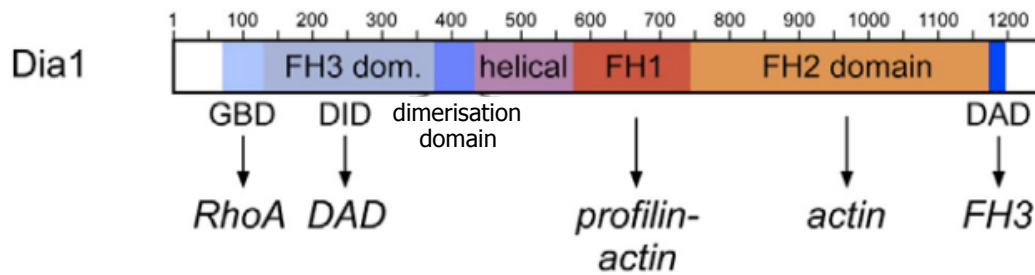 1 100 200 300 400 500 600 700 800 900 1000 1100 1200
Dia1
FH3 dom. helical FH1 FH2 domain
GBD DID dimerisation DAD
domain
RhoA DAD profilin- actin FH3
actin